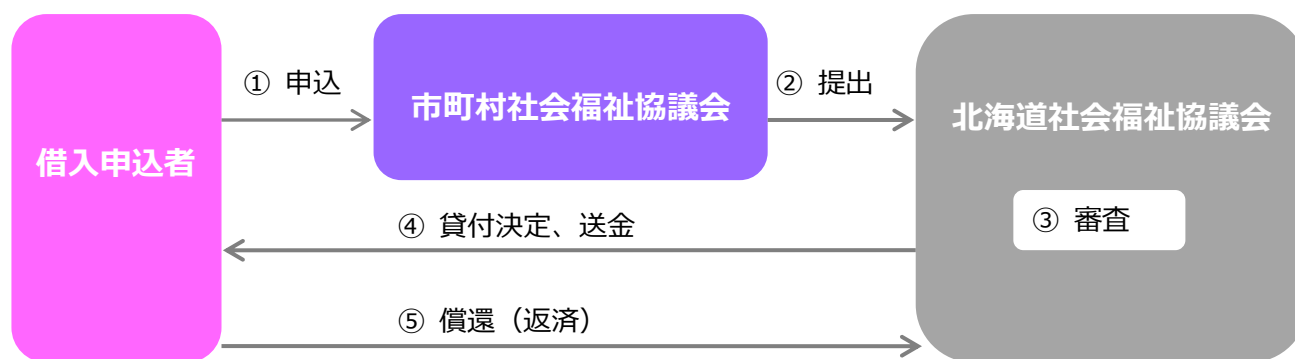 借入申込者
① 申込
市町村社会福祉協議会
② 提出
北海道社会福祉協議会
③ 審査
④ 貸付決定、送金
⑤ 償還（返済）